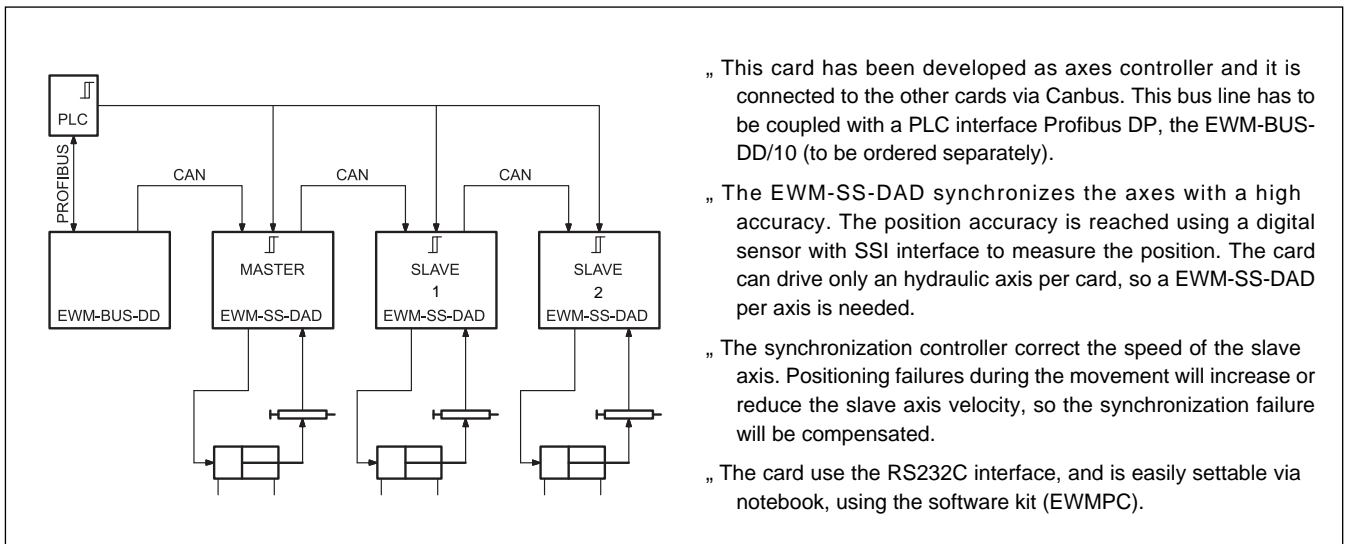 PLC
PROFIBUS
CAN
CAN
CAN
MASTER
SLAVE
1
SLAVE
2
EWM-BUS-DD
EWM-SS-DAD
EWM-SS-DAD
EWM-SS-DAD
„ This card has been developed as axes controller and it is
connected to the other cards via Canbus. This bus line has to
be coupled with a PLC interface Profibus DP, the EWM-BUS-
DD/10 (to be ordered separately).
„ The EWM-SS-DAD synchronizes the axes with a high
accuracy. The position accuracy is reached using a digital
sensor with SSI interface to measure the position. The card
can drive only an hydraulic axis per card, so a EWM-SS-DAD
per axis is needed.
„ The synchronization controller correct the speed of the slave
axis. Positioning failures during the movement will increase or
reduce the slave axis velocity, so the synchronization failure
will be compensated.
„ The card use the RS232C interface, and is easily settable via
notebook, using the software kit (EWMPC).